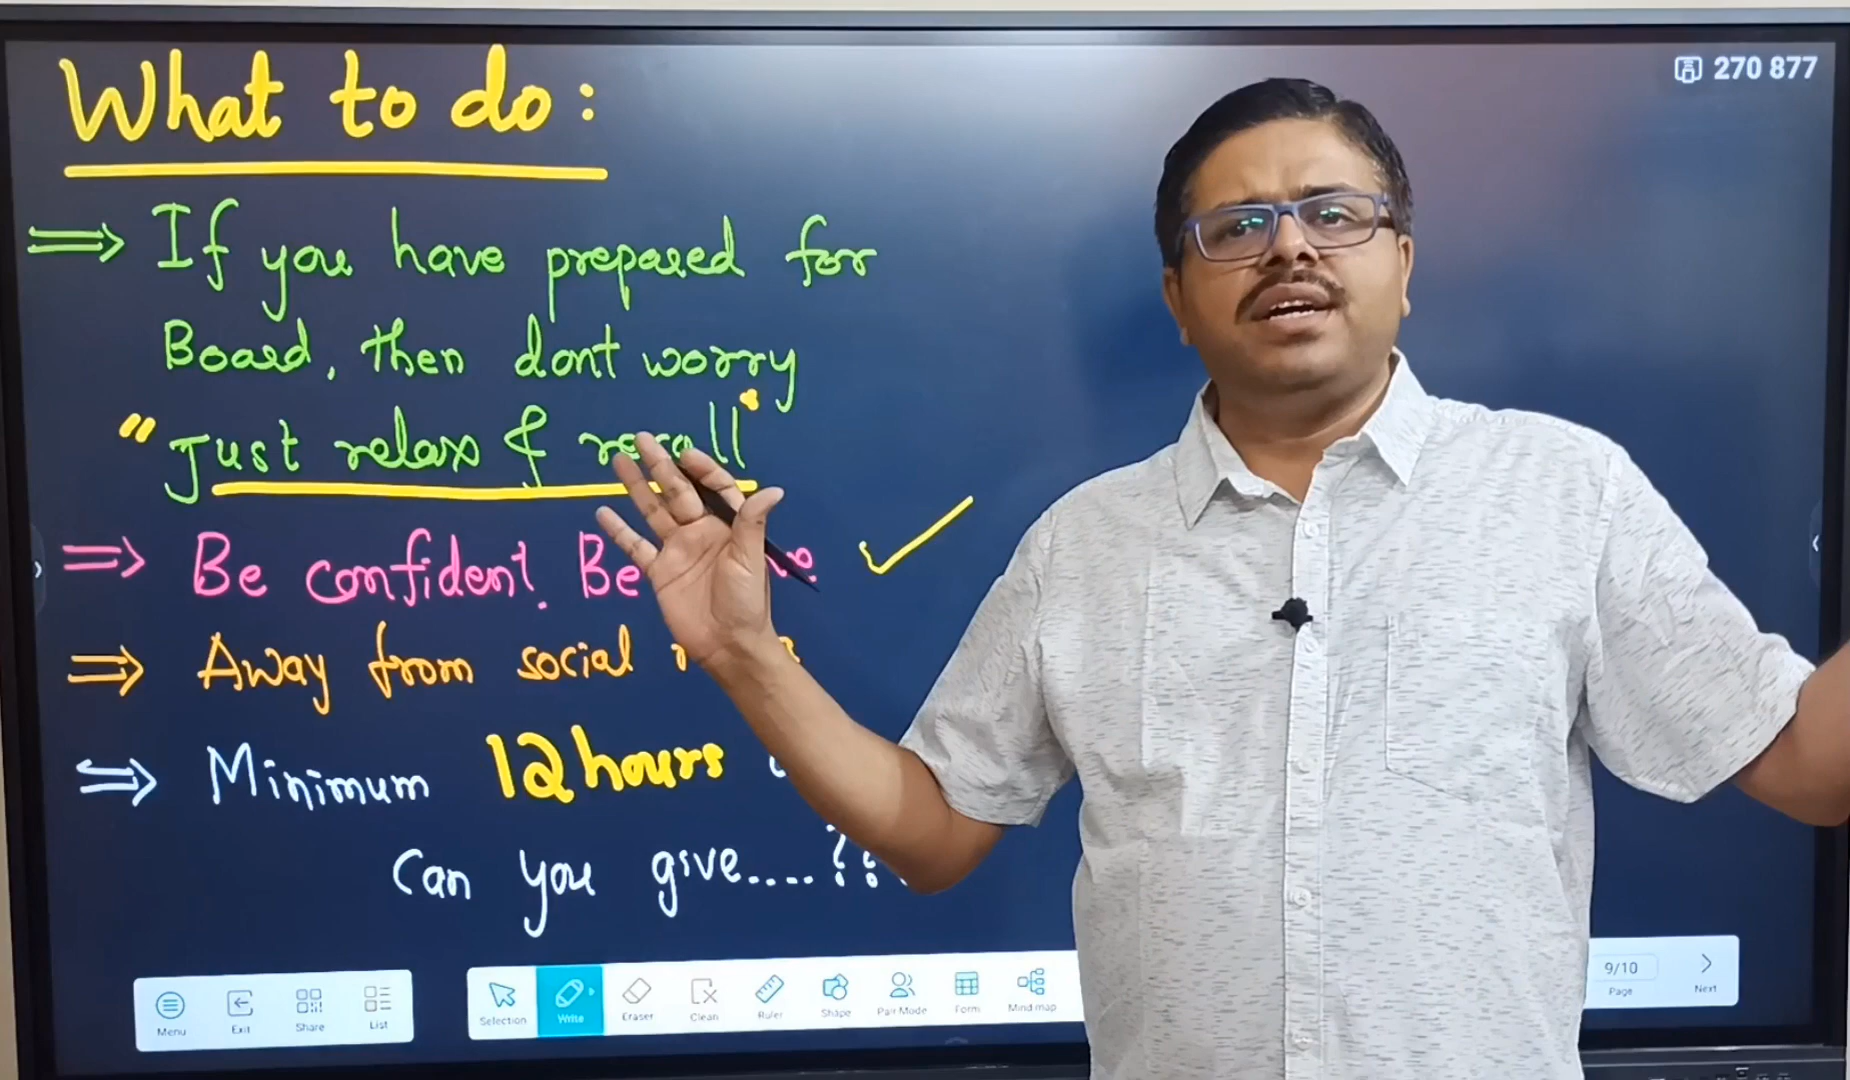 What to do :
270 877
⇒ If you have prepared for
Board, then dont worry
"Just relax & recall"
⇒ Be confident. Be
⇒ Away from social
⇒ Minimum 12 hours
Can you give....??
Menu Exit Share List
Selection Write Eraser Clean Ruler Shape Pair Mode Form Mind map
9/10
Page Next